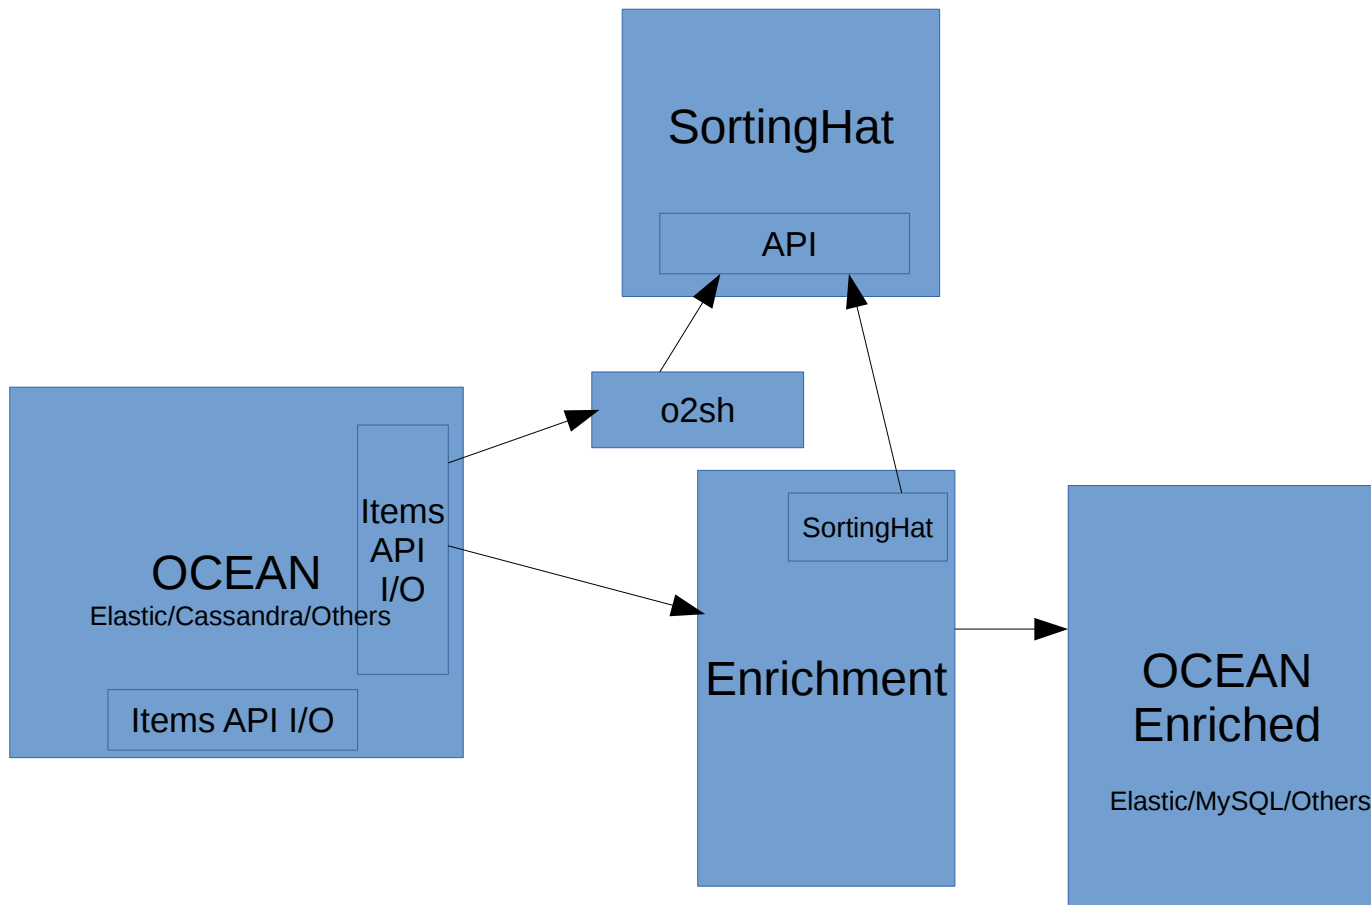 SortingHat
API
o2sh
Items
API
I/O
OCEAN
Elastic/Cassandra/Others
Items API I/O
SortingHat
Enrichment
OCEAN
Enriched
Elastic/MySQL/Others